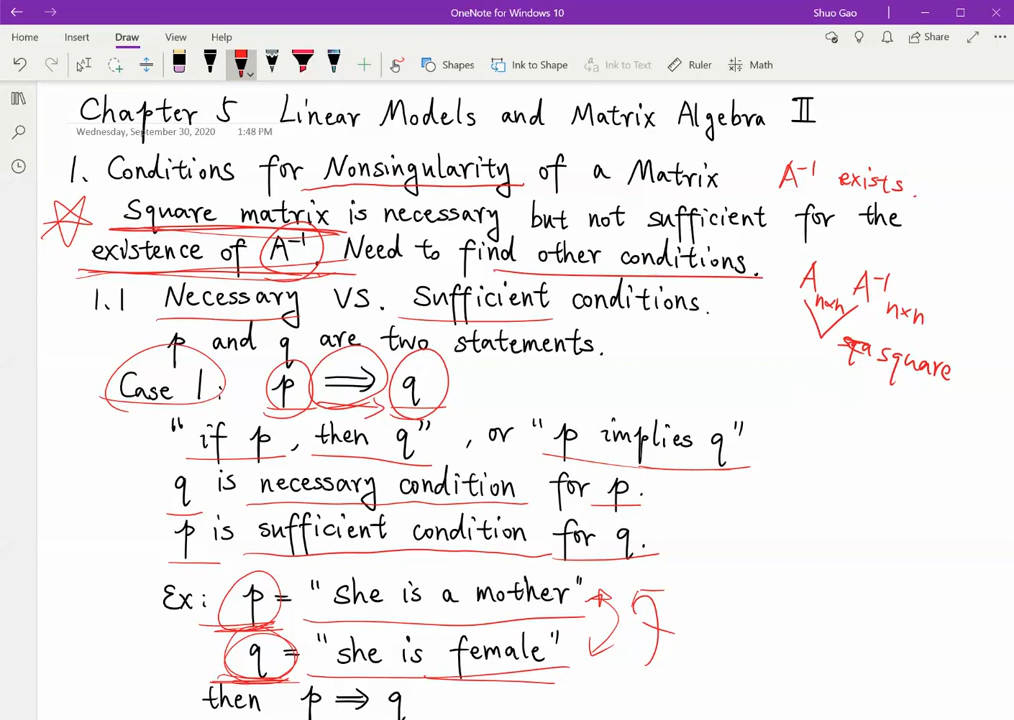 OneNote for Windows 10
Shuo Gao
Home Insert Draw View Help
Share
Shapes
Ink to Shape
Ink to Text
Ruler
Math
Chapter 5 Linear Models and Matrix Algebra II
Wednesday, September 30, 2020 1:48 PM
1. Conditions for Nonsingularity of a Matrix
A⁻¹ exists.
Square matrix is necessary but not sufficient for the
existence of A⁻¹. Need to find other conditions.
A n×n A⁻¹ n×n
square
1.1 Necessary VS. Sufficient conditions.
p and q are two statements.
Case 1: p ⟹ q
"if p, then q", or "p implies q"
q is necessary condition for p.
p is sufficient condition for q.
Ex: p = "she is a mother"
q = "she is female"
then p ⟹ q